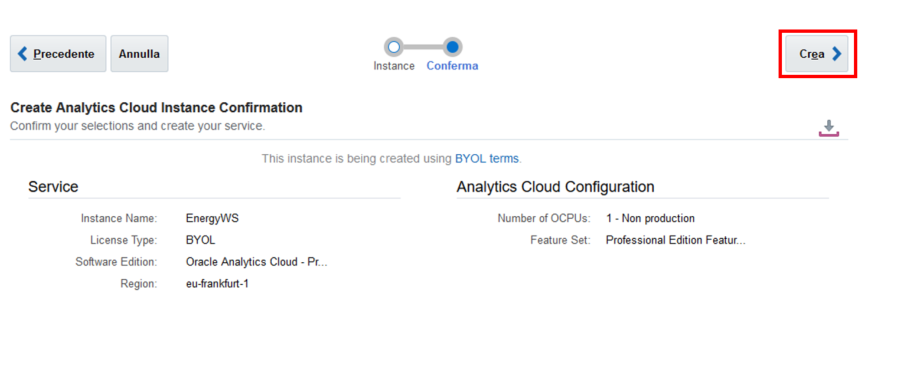 Precedente Annulla Crea
Instance Conferma
Create Analytics Cloud Instance Confirmation
Confirm your selections and create your service.
This instance is being created using BYOL terms.
Service
Instance Name: EnergyWS
License Type: BYOL
Software Edition: Oracle Analytics Cloud - Pr...
Region: eu-frankfurt-1
Analytics Cloud Configuration
Number of OCPUs: 1 - Non production
Feature Set: Professional Edition Featur...